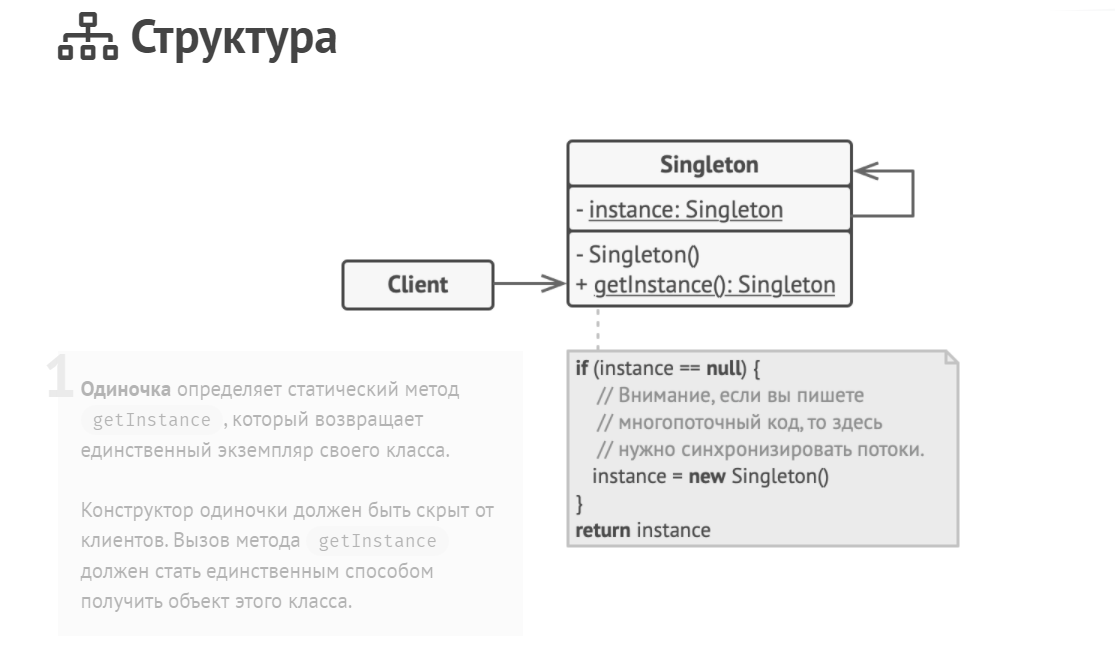 Структура
Singleton
- instance: Singleton
- Singleton()
+ getInstance(): Singleton
Client
1
Одиночка определяет статический метод
getInstance , который возвращает
единственный экземпляр своего класса.
Конструктор одиночки должен быть скрыт от
клиентов. Вызов метода getInstance
должен стать единственным способом
получить объект этого класса.
if (instance == null) {
// Внимание, если вы пишете
// многопоточный код, то здесь
// нужно синхронизировать потоки.
instance = new Singleton()
}
return instance